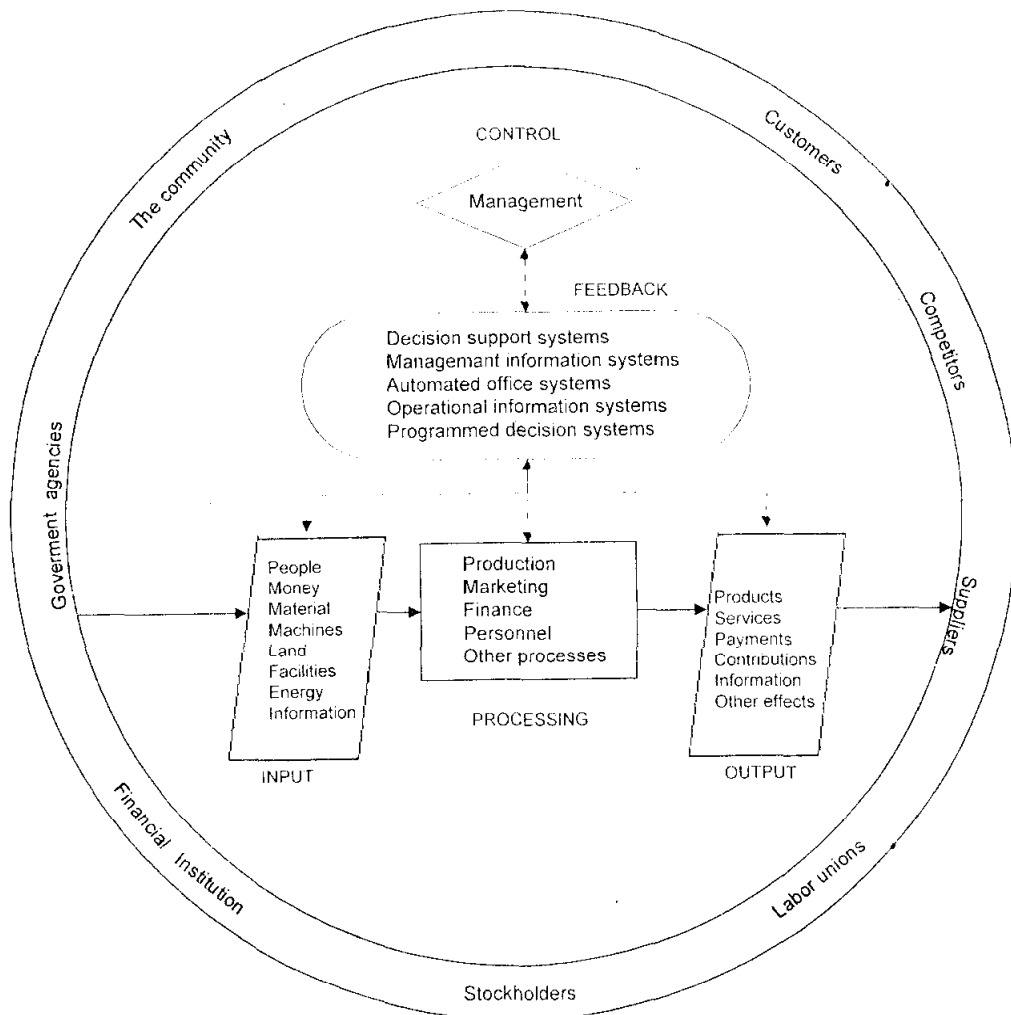 The community
Customers
CONTROL
Management
FEEDBACK
Competitors
Decision support systems
Managemant information systems
Automated office systems
Operational information systems
Programmed decision systems
Goverment agencies
People
Money
Material
Machines
Land
Facilities
Energy
Information
INPUT
Production
Marketing
Finance
Personnel
Other processes
PROCESSING
Products
Services
Payments
Contributions
Information
Other effects
OUTPUT
Suppliers
Financial Institution
Labor unions
Stockholders